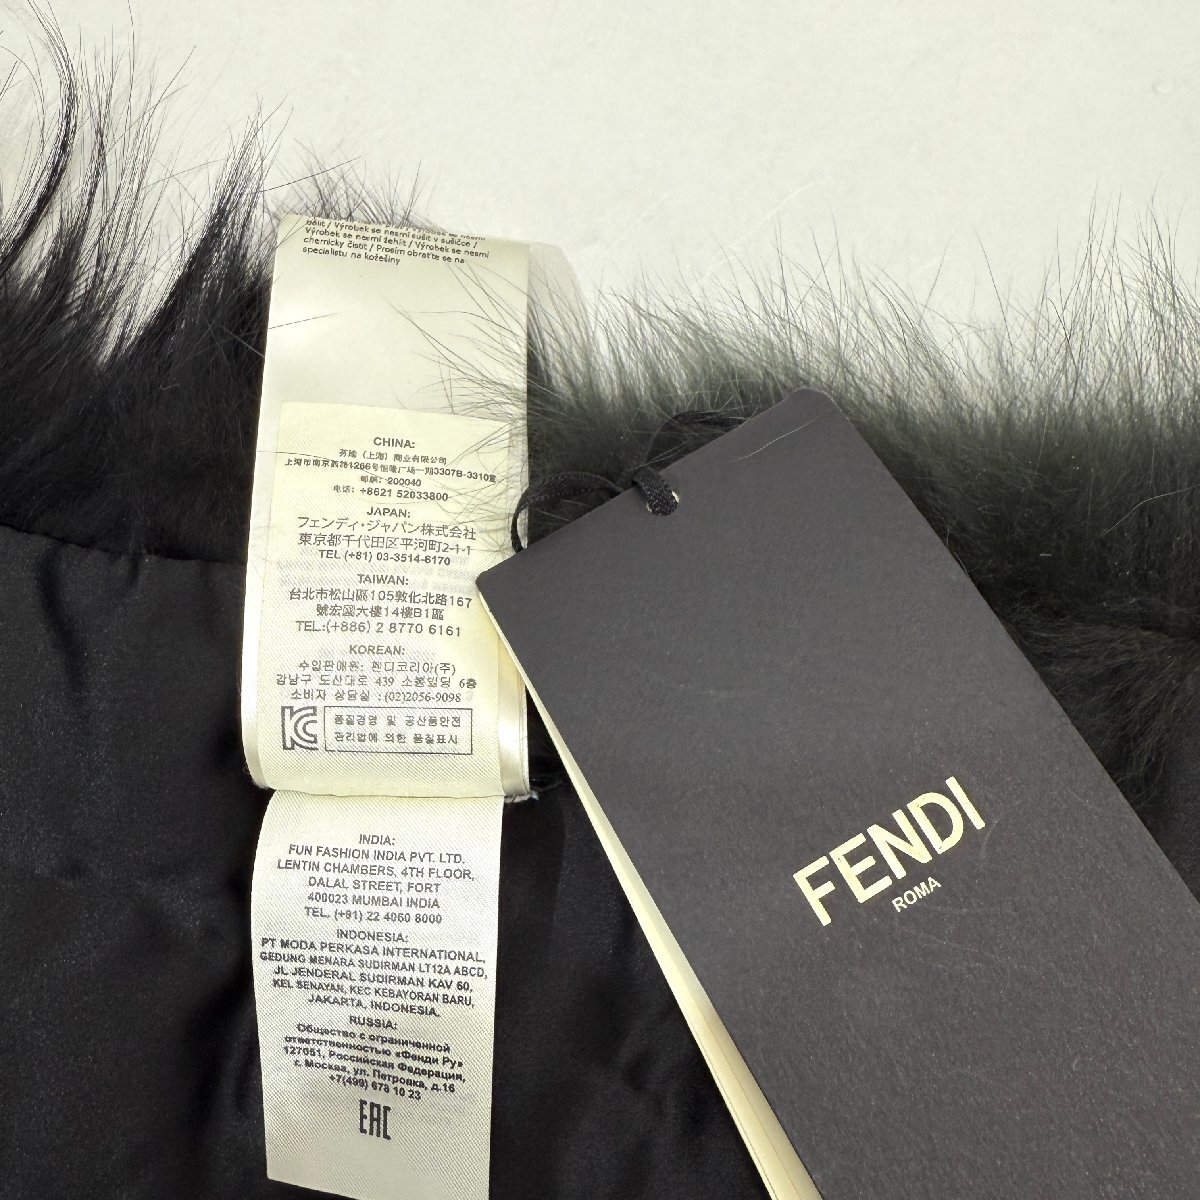 bělit / Výrobek se nesmí sušit v sušičce /
Výrobek se nesmí žehlit / Výrobek se nesmí
chemicky čistit / Prosím obraťte se na
specialistu na kožešiny
CHINA:
芬迪（上海）商业有限公司
上海市南京西路1266号恒隆广场一期3307B-3310室
邮编: 200040
电话: +8621 52033800
JAPAN:
フェンディ・ジャパン株式会社
東京都千代田区平河町2-1-1
TEL (+81) 03-3514-6170
TAIWAN:
台北市松山區105敦化北路167
號宏國六樓14樓B1區
TEL:(+886) 2 8770 6161
KOREAN:
수입판매원: 펜디코리아(주)
강남구 도산대로 439 소봉빌딩 6층
소비자 상담실 : (02)2056-9098
품질경영 및 공산품안전
관리법에 의한 품질표시
INDIA:
FUN FASHION INDIA PVT. LTD.
LENTIN CHAMBERS, 4TH FLOOR,
DALAL STREET, FORT
400023 MUMBAI INDIA
TEL. (+91) 22 4060 8000
INDONESIA:
PT MODA PERKASA INTERNATIONAL,
GEDUNG MENARA SUDIRMAN LT12A ABCD,
JL JENDERAL SUDIRMAN KAV 60,
KEL SENAYAN, KEC KEBAYORAN BARU,
JAKARTA, INDONESIA.
RUSSIA:
Общество с ограниченной
ответственностью «Фенди Ру»
127051, Российская Федерация,
г. Москва, ул. Петровка, д.16
+7(499) 678 10 23
EAC
FENDI
ROMA